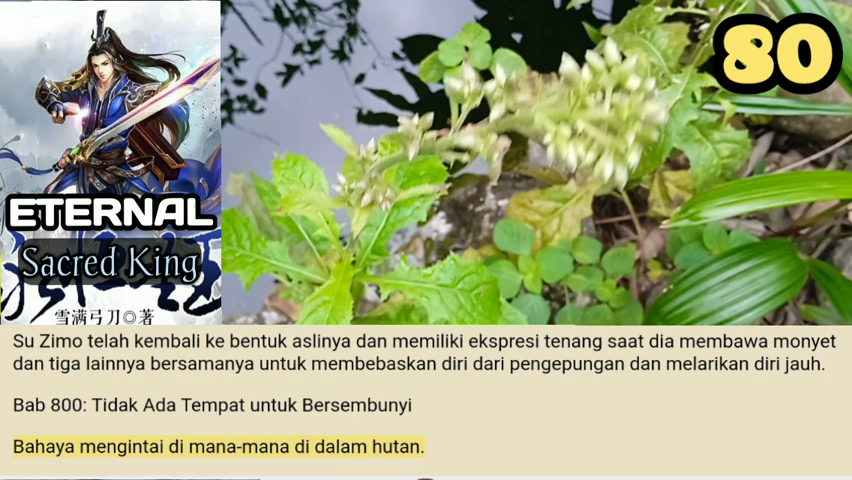 80
ETERNAL
Sacred King
雪满弓刀◎著
Su Zimo telah kembali ke bentuk aslinya dan memiliki ekspresi tenang saat dia membawa monyet
dan tiga lainnya bersamanya untuk membebaskan diri dari pengepungan dan melarikan diri jauh.
Bab 800: Tidak Ada Tempat untuk Bersembunyi
Bahaya mengintai di mana-mana di dalam hutan.